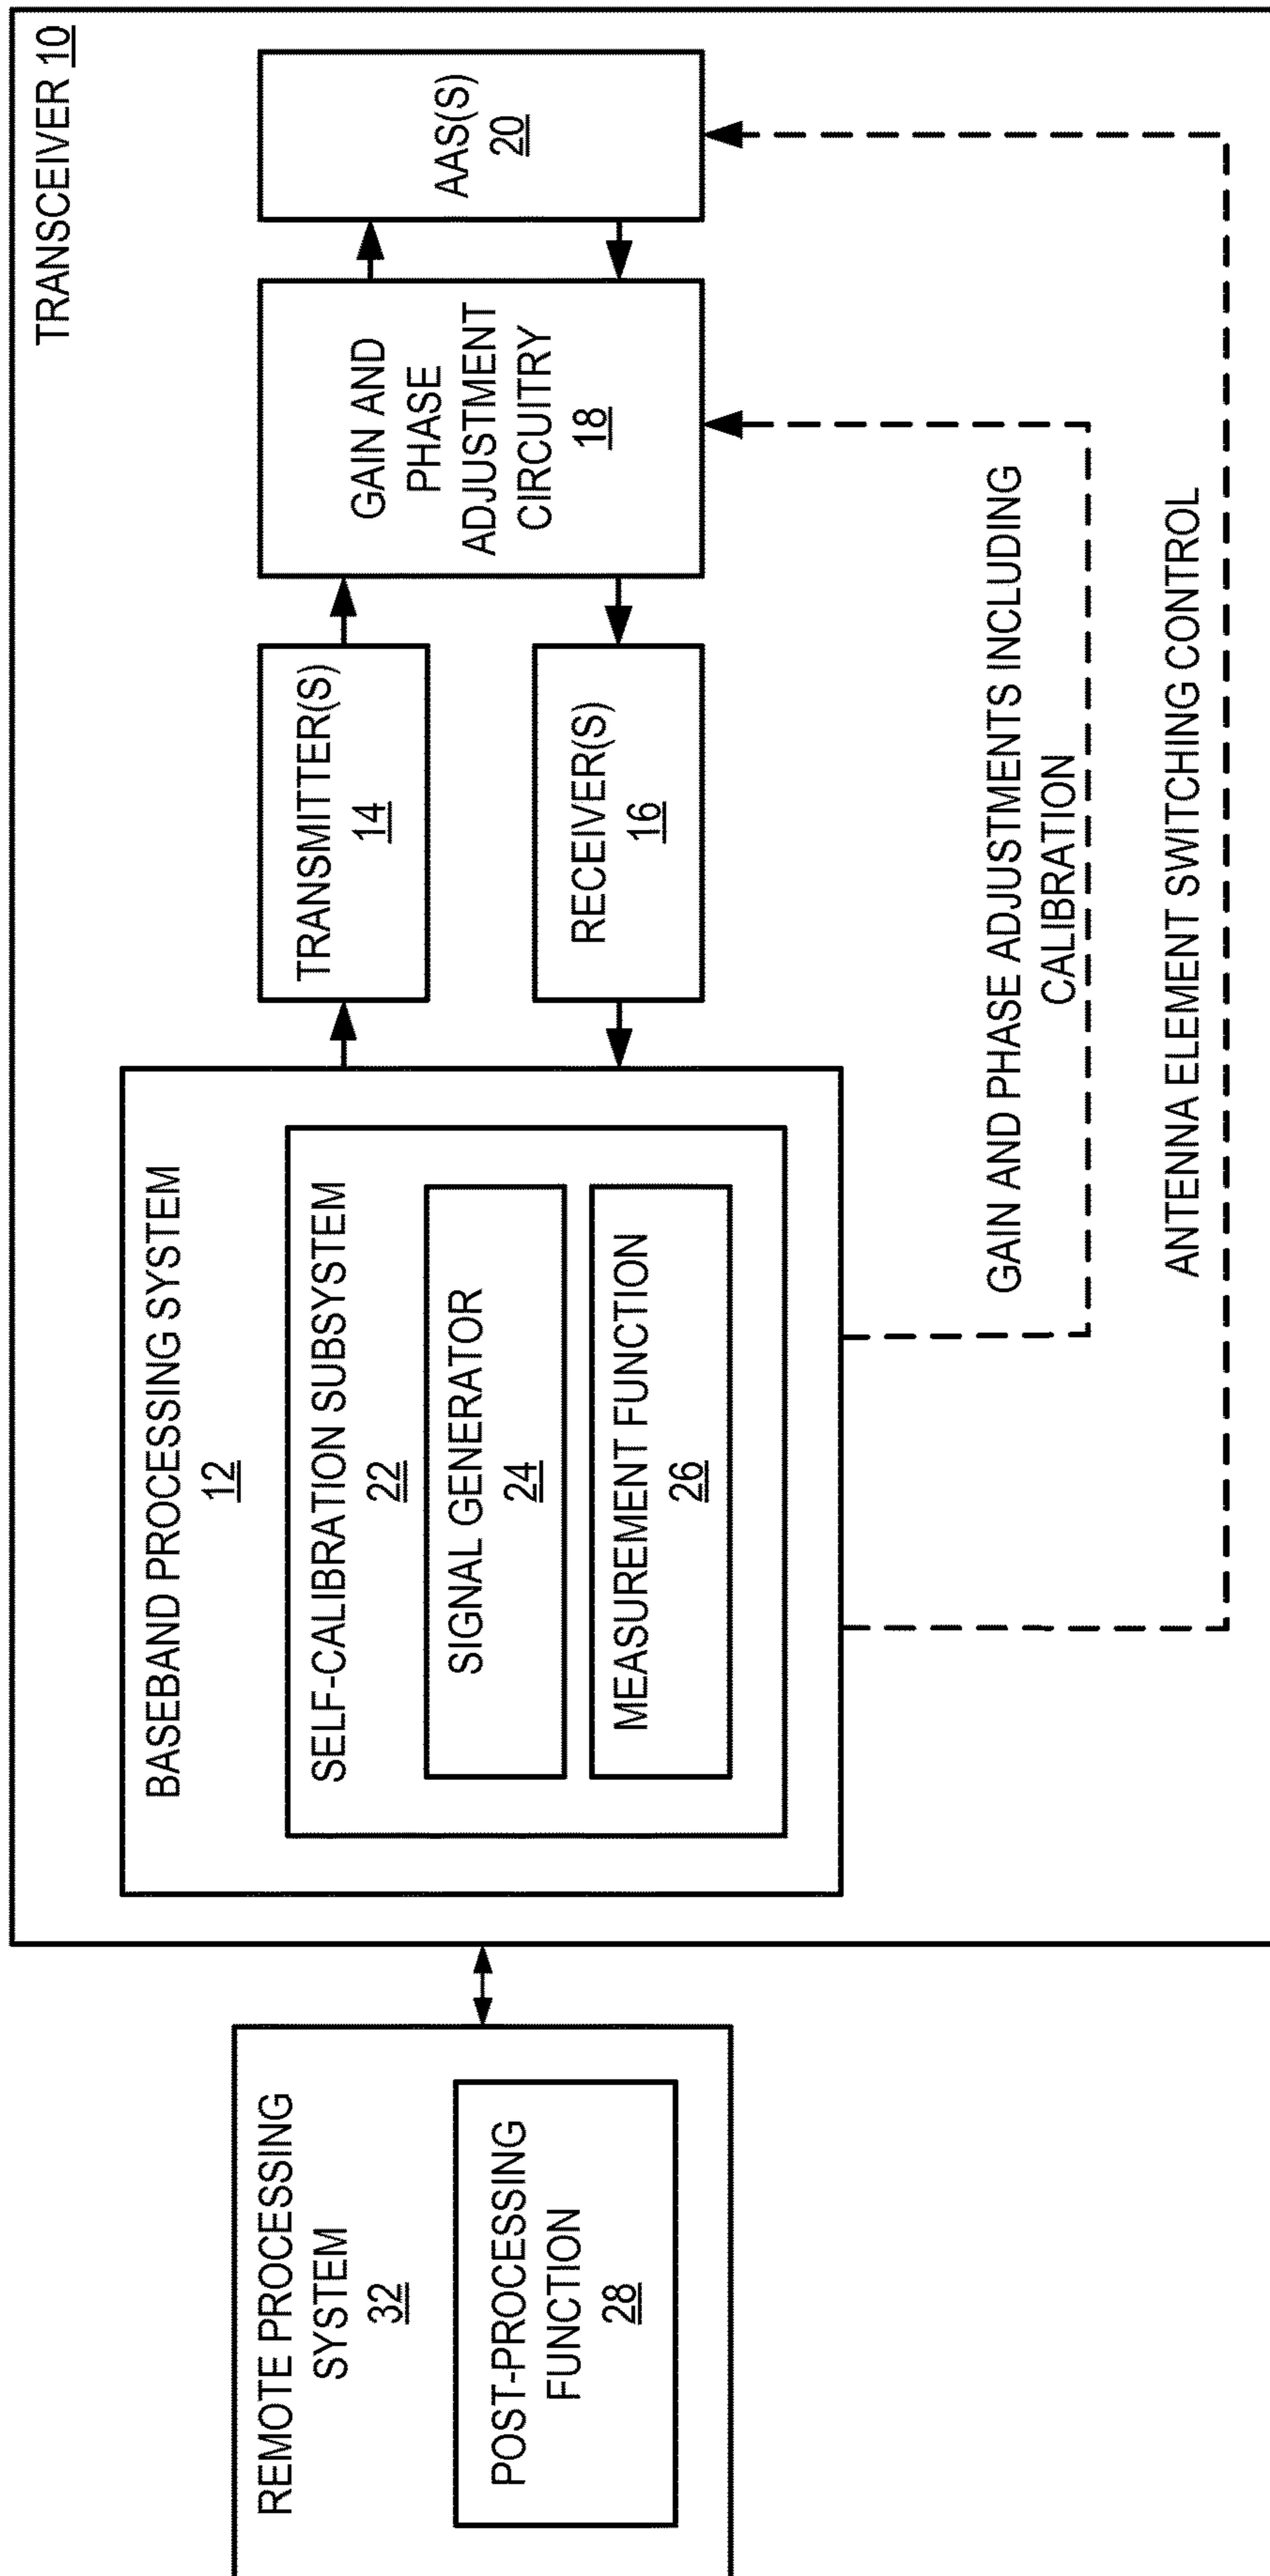 TRANSCEIVER 10
REMOTE PROCESSING
SYSTEM
32
POST-PROCESSING
FUNCTION
28
BASEBAND PROCESSING SYSTEM
12
SELF-CALIBRATION SUBSYSTEM
22
SIGNAL GENERATOR
24
MEASUREMENT FUNCTION
26
TRANSMITTER(S)
14
RECEIVER(S)
16
GAIN AND
PHASE
ADJUSTMENT
CIRCUITRY
18
AAS(S)
20
GAIN AND PHASE ADJUSTMENTS INCLUDING
CALIBRATION
ANTENNA ELEMENT SWITCHING CONTROL